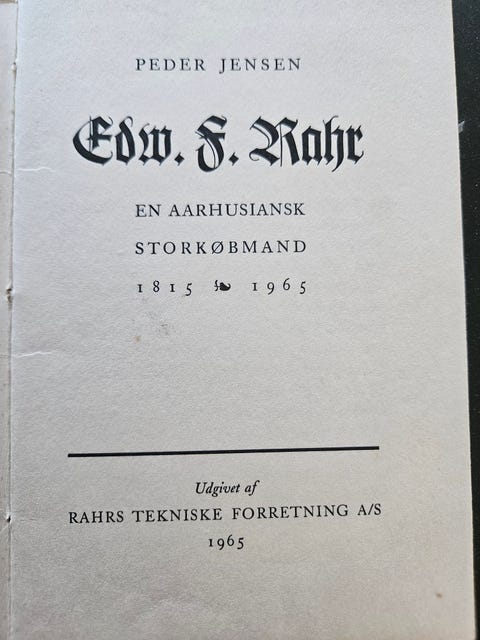 PEDER JENSEN
Edw. F. Rahr
EN AARHUSIANSK
STORKØBMAND
1815 ❧ 1965
Udgivet af
RAHRS TEKNISKE FORRETNING A/S
1965